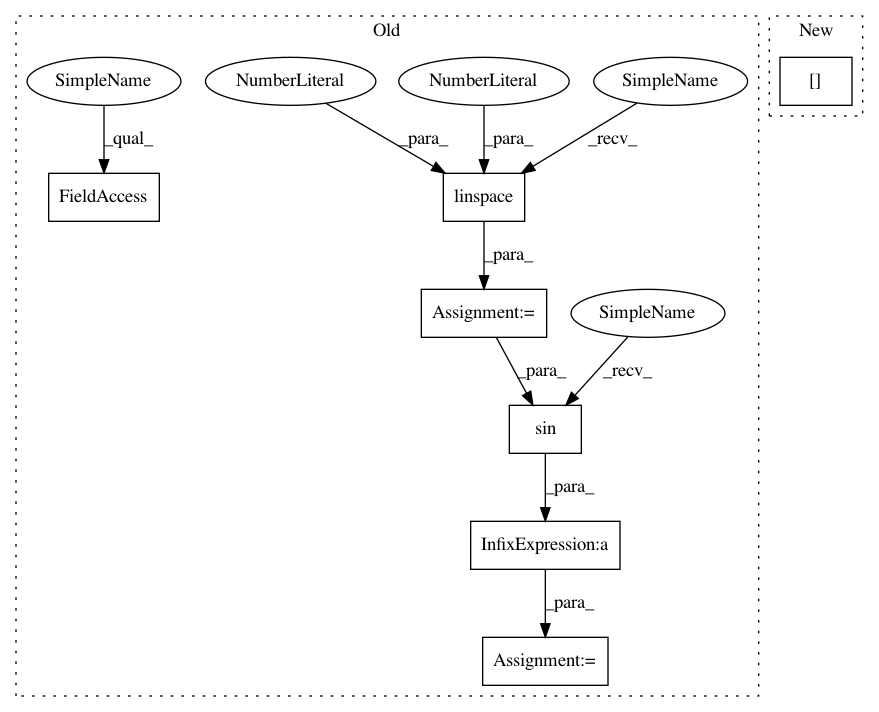 Old
New
SimpleName
NumberLiteral
NumberLiteral
SimpleName
[]
_qual_
_para_
_para_
_recv_
FieldAccess
linspace
_para_
Assignment:=
SimpleName
_para_
_recv_
sin
_para_
InfixExpression:a
_para_
Assignment:=